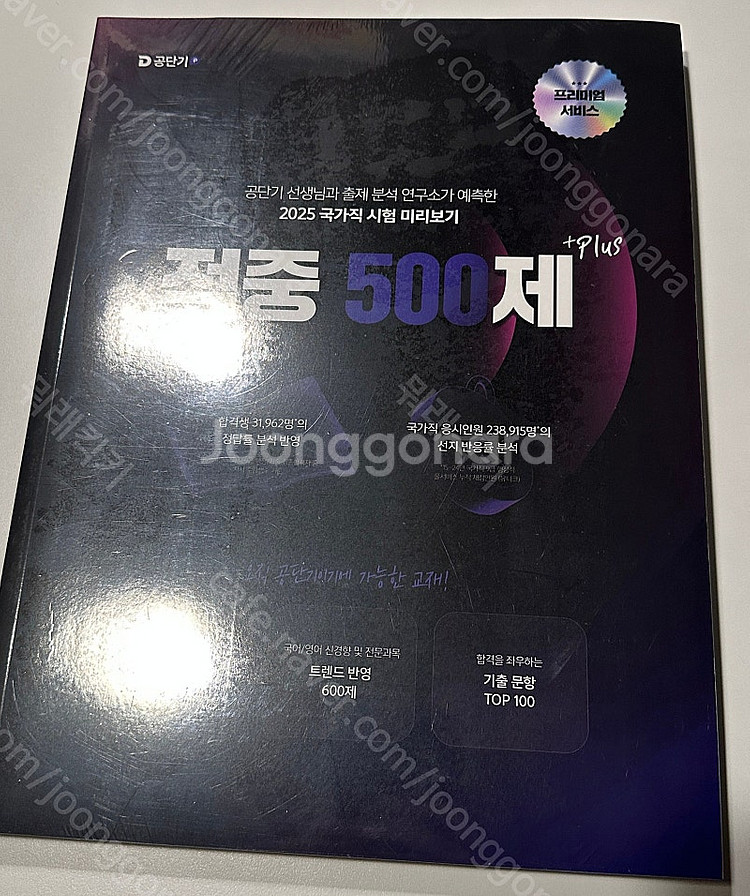 공단기
프리미엄
서비스
공단기 선생님과 출제 분석 연구소가 예측한
2025 국가직 시험 미리보기
적중 500제
+Plus
합격생 31,962명*의
정답률 분석 반영
국가직 응시인원 238,915명*의
선지 반응률 분석
공단기이기에 가능한 교재!
국어/영어 신경향 및 전문과목
트렌드 반영
600제
합격을 좌우하는
기출 문항
TOP 100
Joonggonara
cafe.naver.com/joonggonara